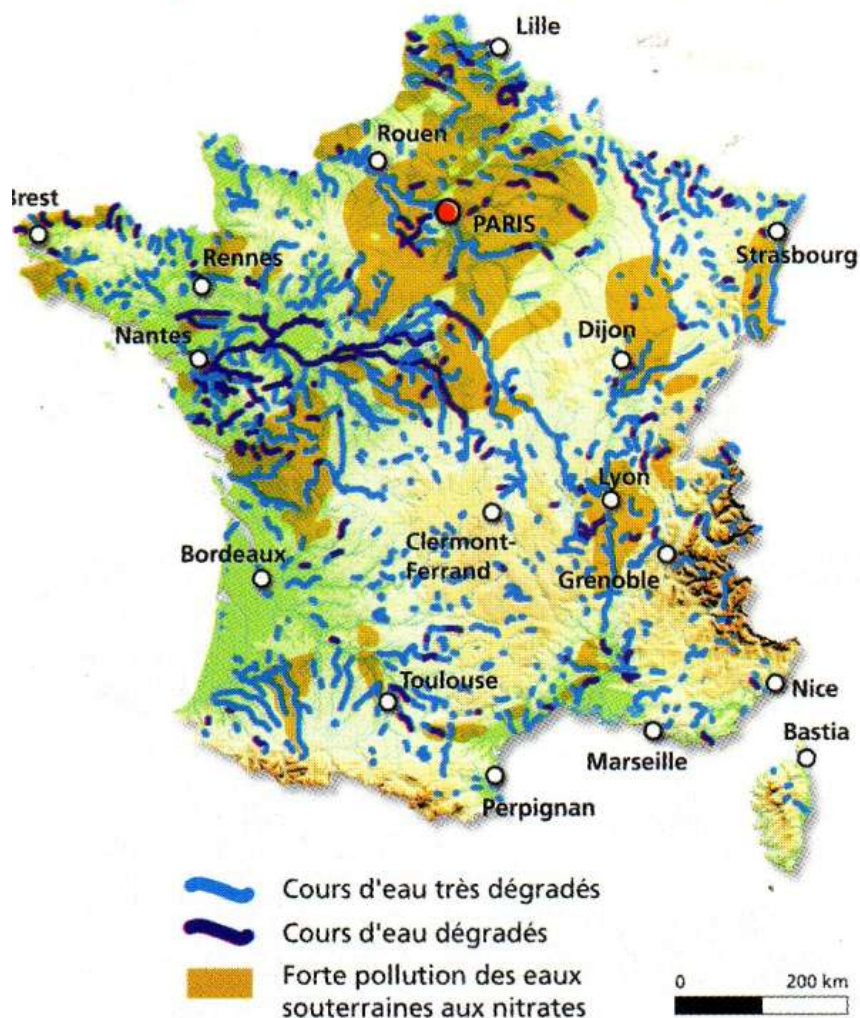 Lille
Rouen
Brest
PARIS
Strasbourg
Rennes
Nantes
Dijon
Lyon
Clermont-
Ferrand
Bordeaux
Grenoble
Toulouse
Nice
Bastia
Marseille
Perpignan
Cours d'eau très dégradés
Cours d'eau dégradés
Forte pollution des eaux
souterraines aux nitrates
0 200 km